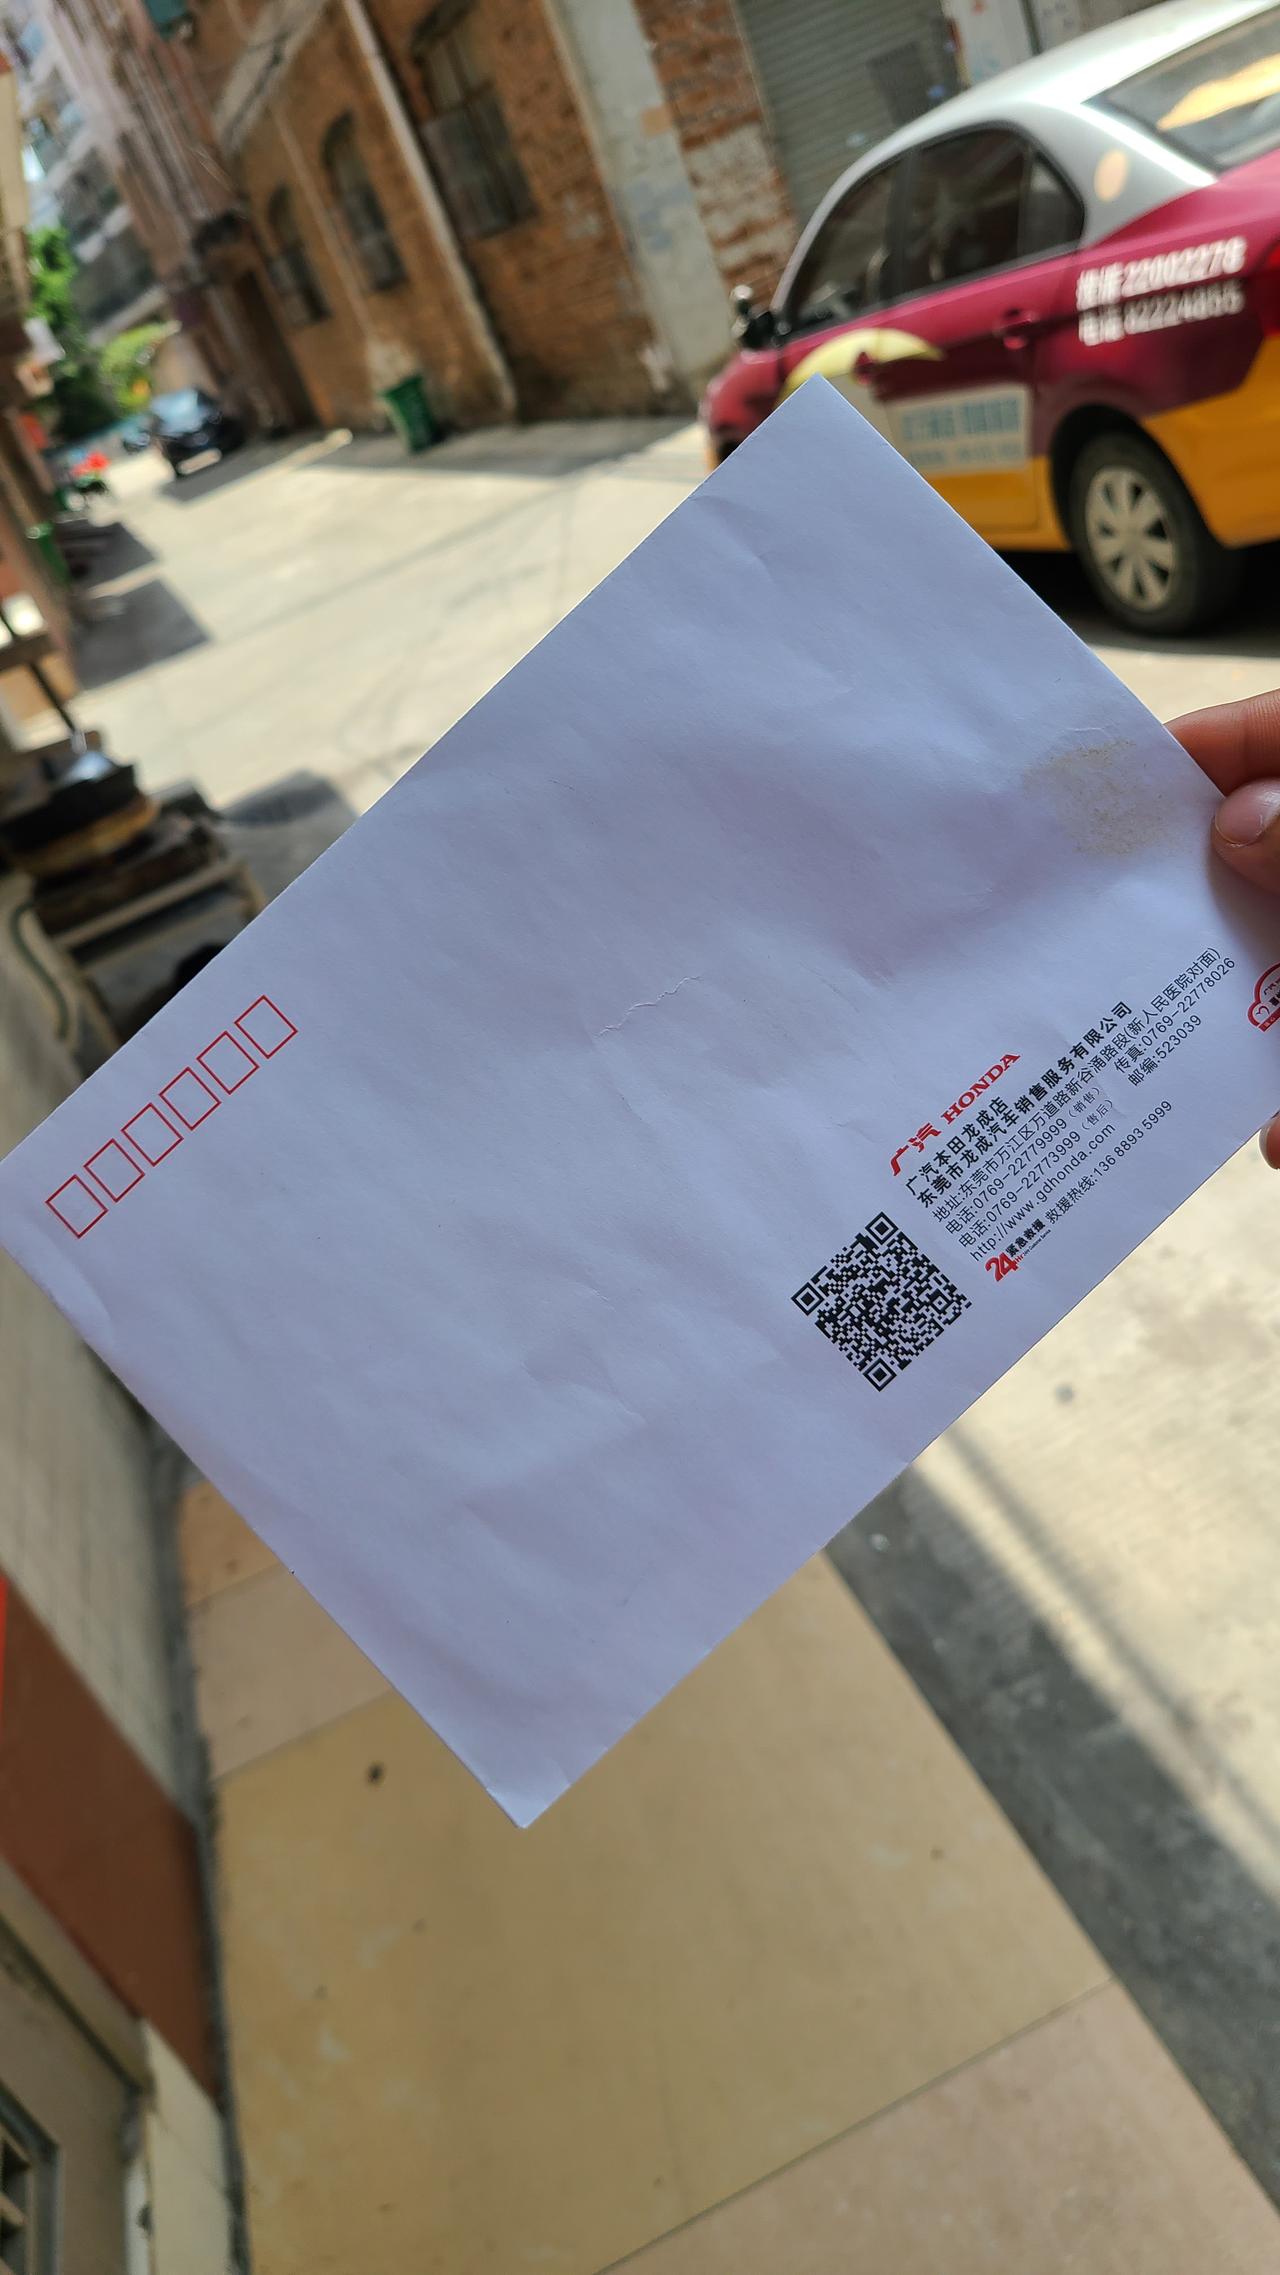 22002278
电话 82224855
广汽 HONDA
广汽本田龙成店
东莞市龙成汽车销售服务有限公司
地址:东莞市万江区万道路新谷涌路段(新人民医院对面)
电话:0769-22779999 (销售) 传真:0769-22778026
电话:0769-22773999 (售后) 邮编:523039
http://www.gdhonda.com
24 紧急救援 救援热线:136 8893 5999